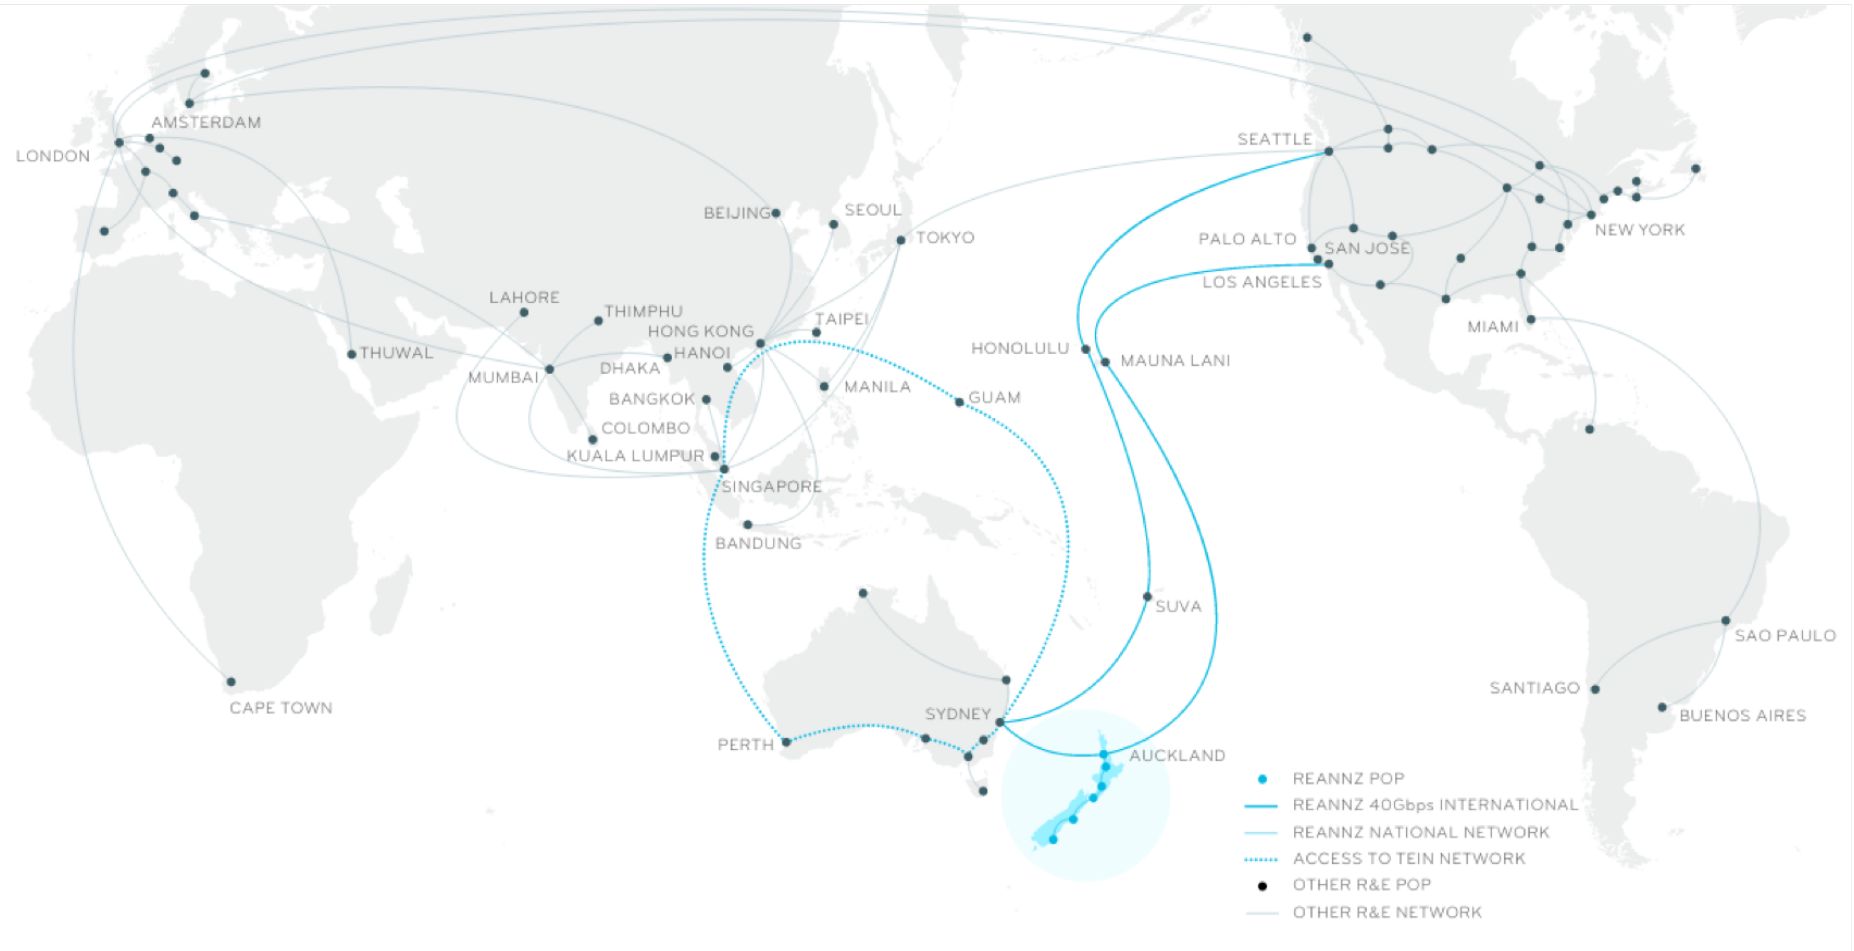 AMSTERDAM
LONDON
SEATTLE
BEIJING
SEOUL
TOKYO
PALO ALTO
SAN JOSE
NEW YORK
LOS ANGELES
LAHORE
THIMPHU
HONG KONG
TAIPEI
MIAMI
THUWAL
HANOI
HONOLULU
MAUNA LANI
MUMBAI
DHAKA
MANILA
BANGKOK
GUAM
COLOMBO
KUALA LUMPUR
SINGAPORE
BANDUNG
SUVA
SAO PAULO
SANTIAGO
CAPE TOWN
SYDNEY
BUENOS AIRES
PERTH
AUCKLAND
REANNZ POP
REANNZ 40Gbps INTERNATIONAL
REANNZ NATIONAL NETWORK
ACCESS TO TEIN NETWORK
OTHER R&E POP
OTHER R&E NETWORK